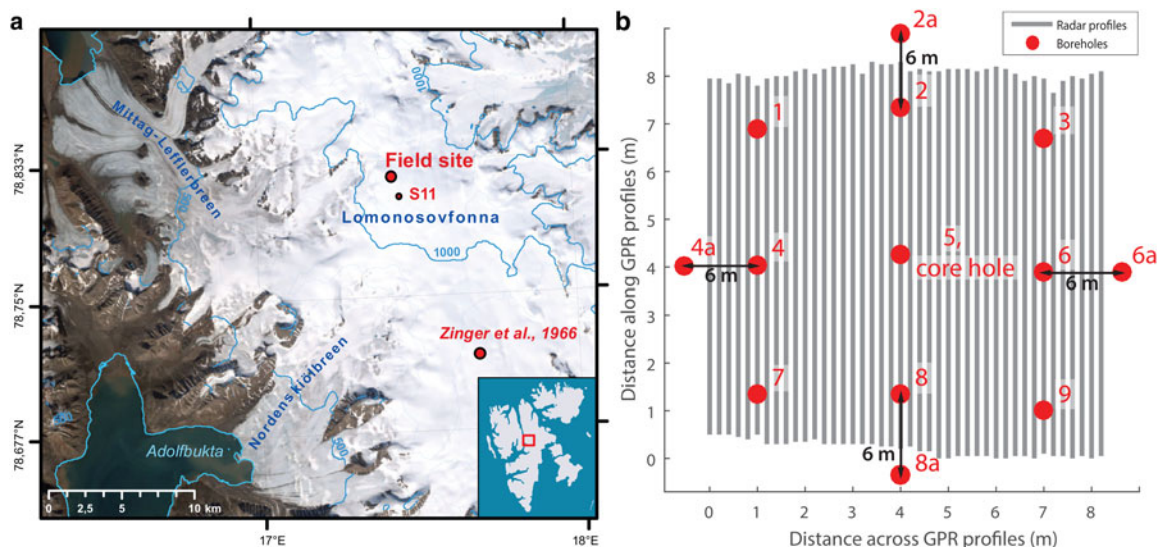 a
Mittag-Lefflerbreen
1000
Field site
S11
Lomonosovfonna
500
1000
Zinger et al., 1966
Nordenskiölbreen
500
Adolfbukta
78,833°N
78,75°N
78,677°N
0 2,5 5 10 km
17°E
18°E
b
Radar profiles
Boreholes
2a
6 m
2
1
3
4a
4
6 m
5,
core hole
6
6a
6 m
7
8
9
6 m
8a
Distance along GPR profiles (m)
8
7
6
5
4
3
2
1
0
0 1 2 3 4 5 6 7 8
Distance across GPR profiles (m)